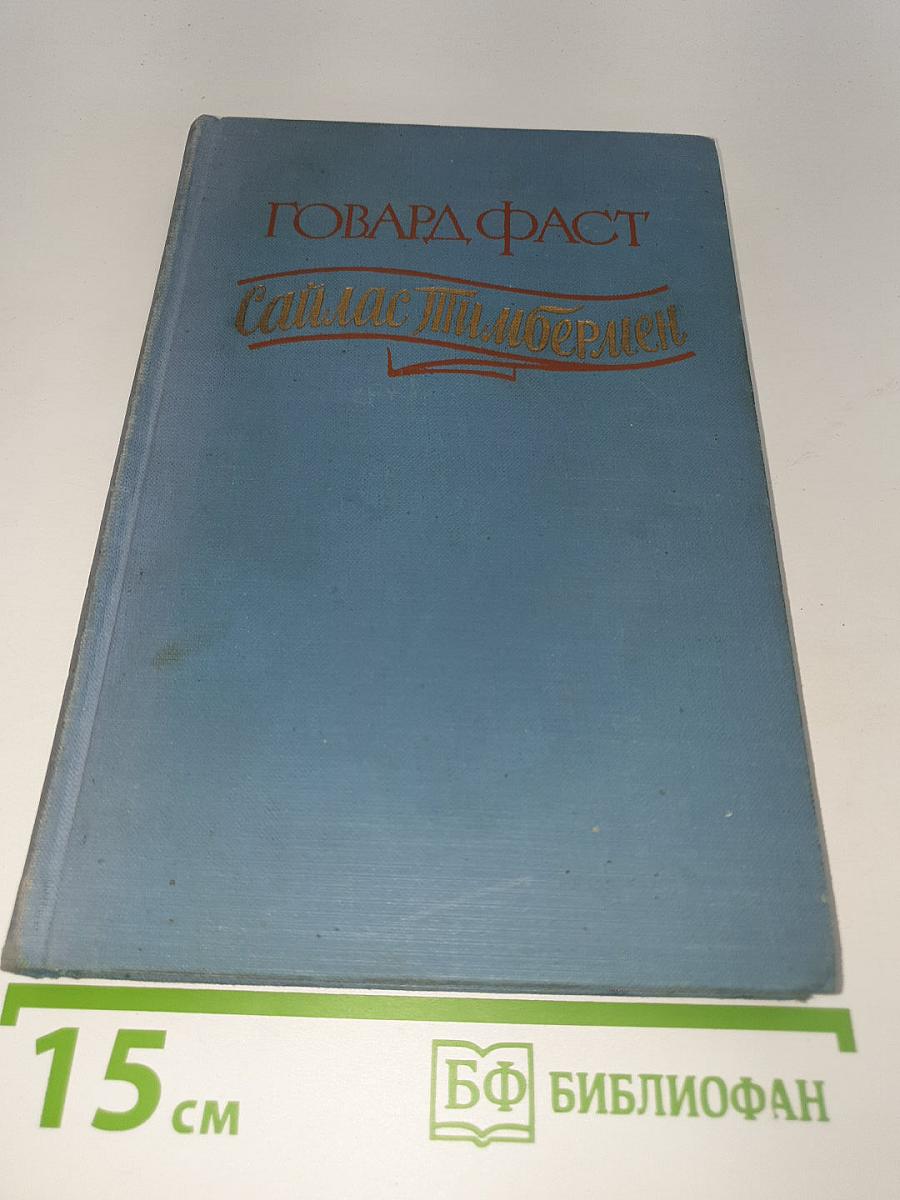 ГОВАРД ФАСТ
Сайлас Тимбермен
15 см
БФ БИБЛИОФАН